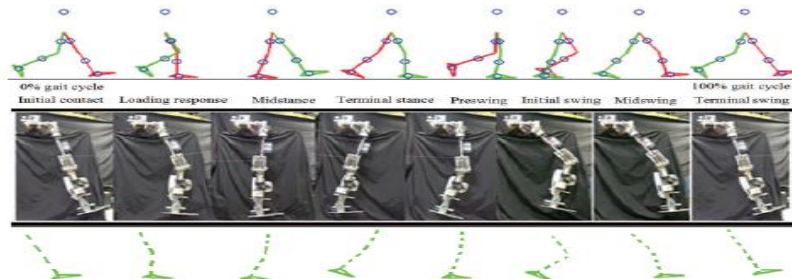 0% gait cycle 100% gait cycle
Initial contact Loading response Midstance Terminal stance Preswing Initial swing Midswing Terminal swing